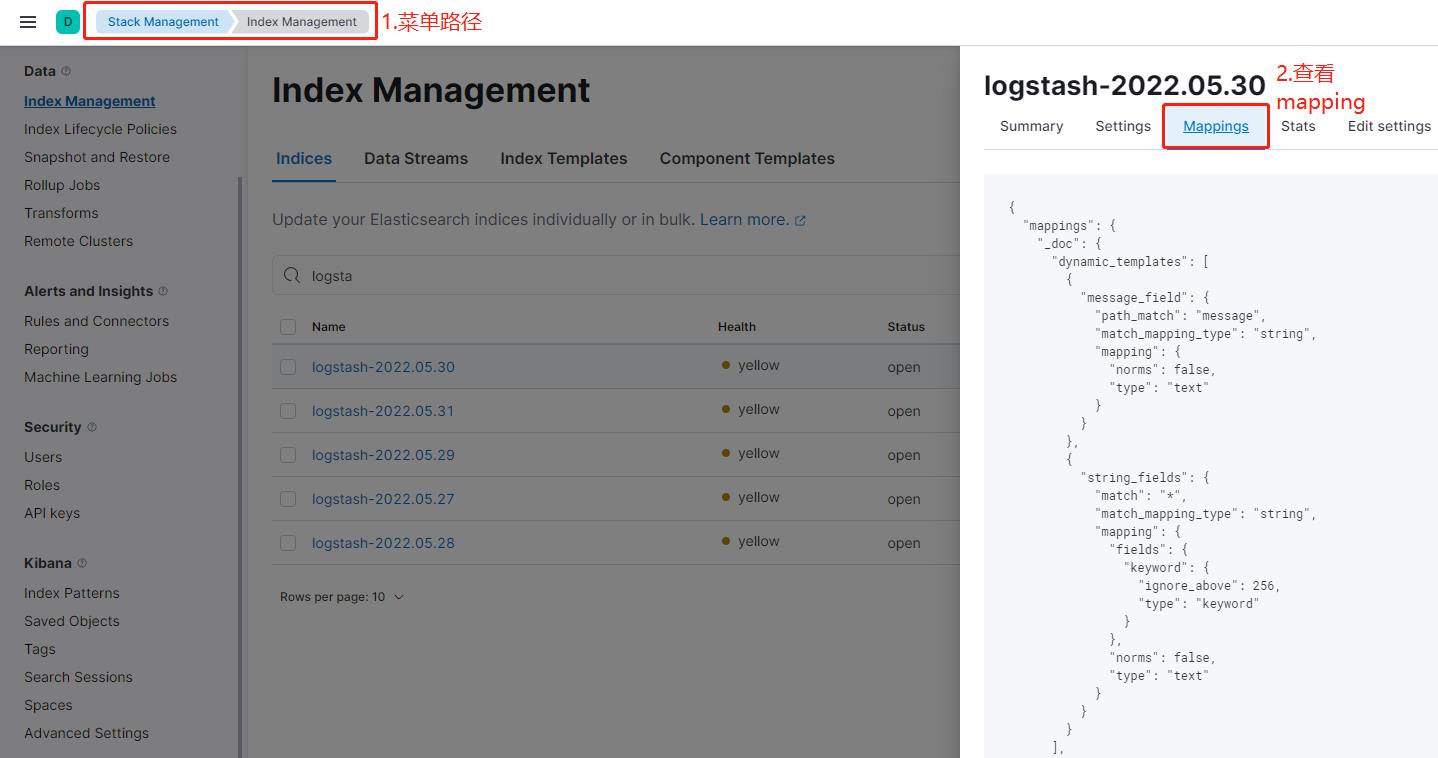 D Stack Management Index Management 1.菜单路径
Data
Index Management
Index Lifecycle Policies
Snapshot and Restore
Rollup Jobs
Transforms
Remote Clusters
Alerts and Insights
Rules and Connectors
Reporting
Machine Learning Jobs
Security
Users
Roles
API keys
Kibana
Index Patterns
Saved Objects
Tags
Search Sessions
Spaces
Advanced Settings
Index Management
Indices Data Streams Index Templates Component Templates
Update your Elasticsearch indices individually or in bulk. Learn more.
logsta
Name Health Status
logstash-2022.05.30 yellow open
logstash-2022.05.31 yellow open
logstash-2022.05.29 yellow open
logstash-2022.05.27 yellow open
logstash-2022.05.28 yellow open
Rows per page: 10
logstash-2022.05.30
2.查看
mapping
Summary Settings Mappings Stats Edit settings
{
"mappings": {
"_doc": {
"dynamic_templates": [
{
"message_field": {
"path_match": "message",
"match_mapping_type": "string",
"mapping": {
"norms": false,
"type": "text"
}
}
},
{
"string_fields": {
"match": "*",
"match_mapping_type": "string",
"mapping": {
"fields": {
"keyword": {
"ignore_above": 256,
"type": "keyword"
}
},
"norms": false,
"type": "text"
}
}
}
],